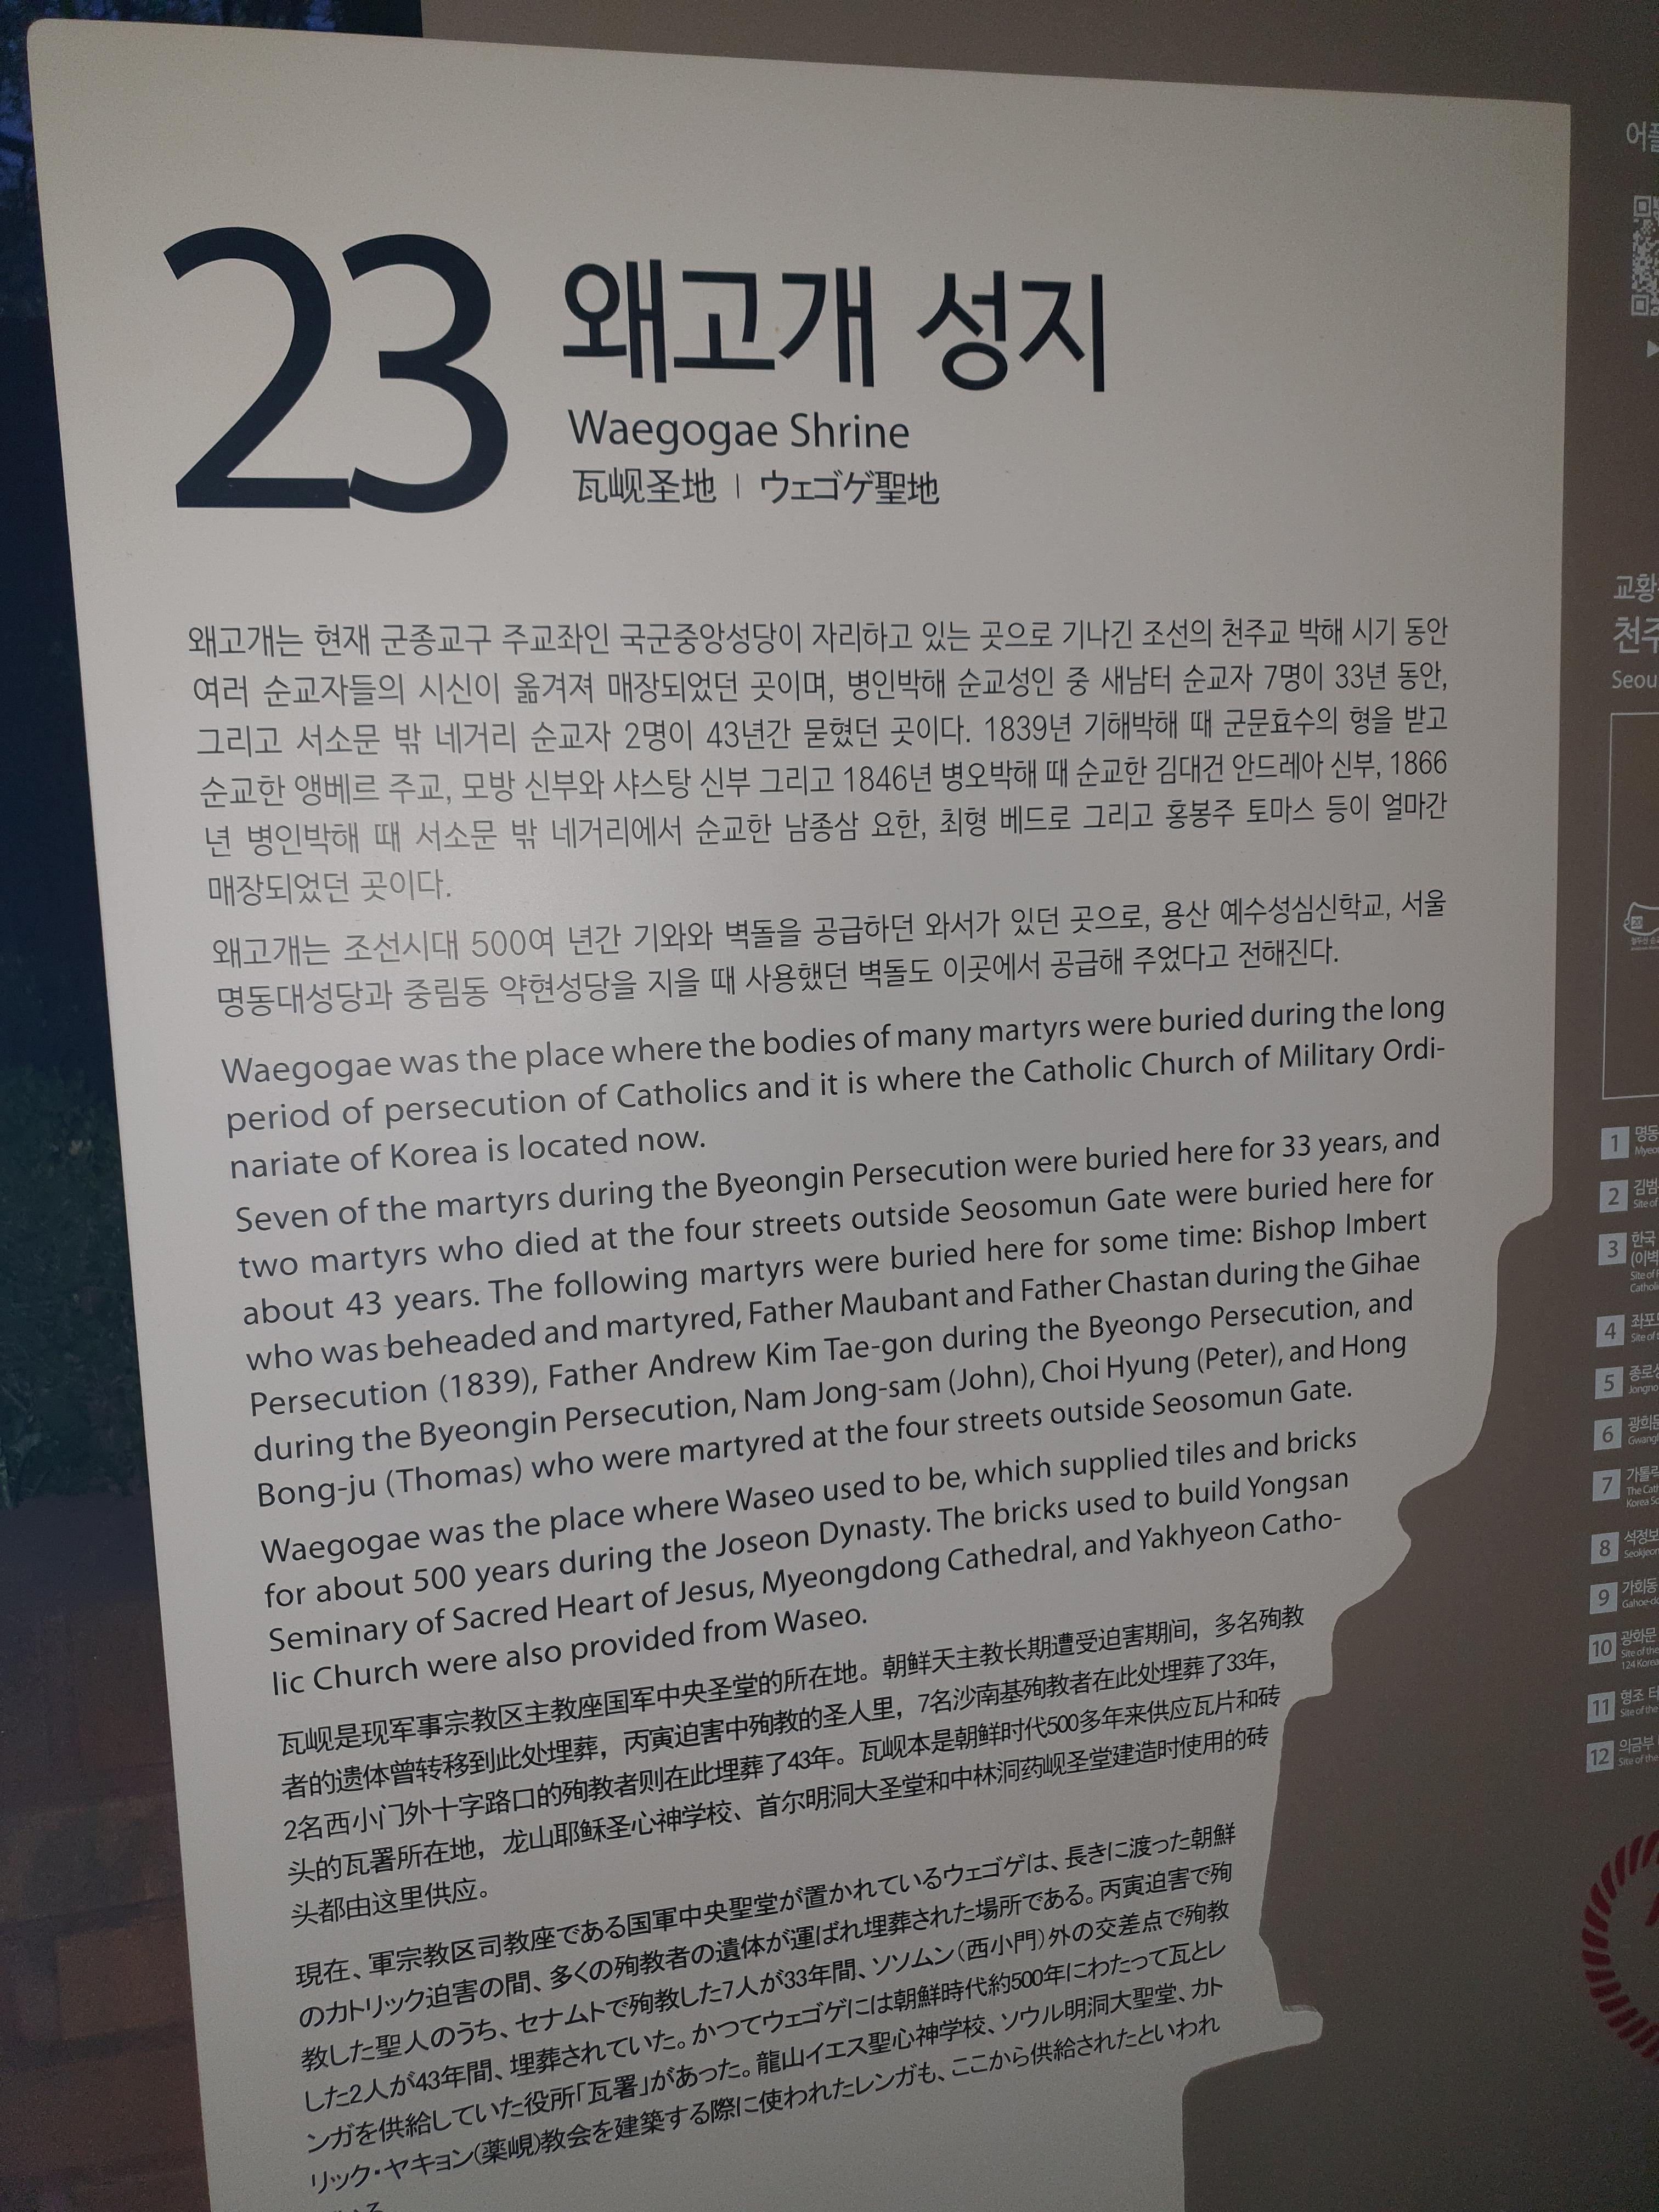 23
왜고개 성지
Waegogae Shrine
瓦岘圣地 | ウェゴゲ聖地
왜고개는 현재 군종교구 주교좌인 국군중앙성당이 자리하고 있는 곳으로 기나긴 조선의 천주교 박해 시기 동안
여러 순교자들의 시신이 옮겨져 매장되었던 곳이며, 병인박해 순교성인 중 새남터 순교자 7명이 33년 동안,
그리고 서소문 밖 네거리 순교자 2명이 43년간 묻혔던 곳이다. 1839년 기해박해 때 군문효수의 형을 받고
순교한 앵베르 주교, 모방 신부와 샤스탕 신부 그리고 1846년 병오박해 때 순교한 김대건 안드레아 신부, 1866
년 병인박해 때 서소문 밖 네거리에서 순교한 남종삼 요한, 최형 베드로 그리고 홍봉주 토마스 등이 얼마간
매장되었던 곳이다.
왜고개는 조선시대 500여 년간 기와와 벽돌을 공급하던 와서가 있던 곳으로, 용산 예수성심신학교, 서울
명동대성당과 중림동 약현성당을 지을 때 사용했던 벽돌도 이곳에서 공급해 주었다고 전해진다.
Waegogae was the place where the bodies of many martyrs were buried during the long
period of persecution of Catholics and it is where the Catholic Church of Military Ordi-
nariate of Korea is located now.
Seven of the martyrs during the Byeongin Persecution were buried here for 33 years, and
two martyrs who died at the four streets outside Seosomun Gate were buried here for
about 43 years. The following martyrs were buried here for some time: Bishop Imbert
who was beheaded and martyred, Father Maubant and Father Chastan during the Gihae
Persecution (1839), Father Andrew Kim Tae-gon during the Byeongo Persecution, and
during the Byeongin Persecution, Nam Jong-sam (John), Choi Hyung (Peter), and Hong
Bong-ju (Thomas) who were martyred at the four streets outside Seosomun Gate.
Waegogae was the place where Waseo used to be, which supplied tiles and bricks
for about 500 years during the Joseon Dynasty. The bricks used to build Yongsan
Seminary of Sacred Heart of Jesus, Myeongdong Cathedral, and Yakhyeon Catho-
lic Church were also provided from Waseo.
瓦岘是现军事宗教区主教座国军中央圣堂的所在地。朝鲜天主教长期遭受迫害期间，多名殉教
者的遗体曾转移到此处埋葬，丙寅迫害中殉教的圣人里，7名沙南基殉教者在此处埋葬了33年，
2名西小门外十字路口的殉教者则在此埋葬了43年。瓦岘本是朝鲜时代500多年来供应瓦片和砖
头的瓦署所在地，龙山耶稣圣心神学校、首尔明洞大圣堂和中林洞药岘圣堂建造时使用的砖
头都由这里供应。
現在、軍宗教区司教座である国軍中央聖堂が置かれているウェゴゲは、長きに渡った朝鮮
のカトリック迫害の間、多くの殉教者の遺体が運ばれ埋葬された場所である。丙寅迫害で殉
教した聖人のうち、セナムトで殉教した7人が33年間、ソソムン(西小門)外の交差点で殉教
した2人が43年間、埋葬されていた。かつてウェゴゲには朝鮮時代約500年にわたって瓦とレ
ンガを供給していた役所｢瓦署｣があった。龍山イエス聖心神学校、ソウル明洞大聖堂、カト
リック・ヤキョン(薬峴)教会を建築する際に使われたレンガも、ここから供給されたといわれ
교황
Seou
1
2
3
4
5
6
7
8
9
10
11
12